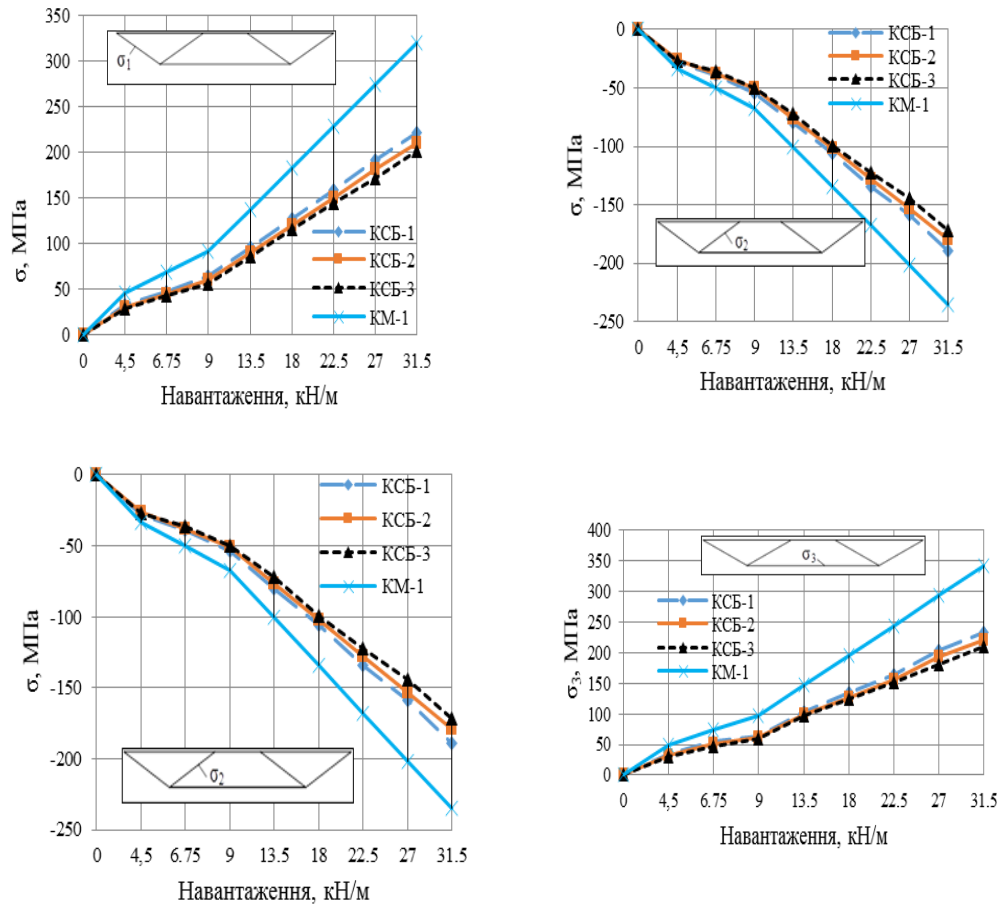 350
300
250
200
150
100
50
0
σ, МПа
σ1
КСБ-1
КСБ-2
КСБ-3
КМ-1
0 4,5 6.75 9 13.5 18 22.5 27 31.5
Навантаження, кН/м
0
-50
-100
-150
-200
-250
σ, МПа
КСБ-1
КСБ-2
КСБ-3
КМ-1
σ2
0 4,5 6.75 9 13.5 18 22.5 27 31.5
Навантаження, кН/м
0
-50
-100
-150
-200
-250
σ, МПа
КСБ-1
КСБ-2
КСБ-3
КМ-1
σ2
0 4,5 6.75 9 13.5 18 22.5 27 31.5
Навантаження, кН/м
400
350
300
250
200
150
100
50
0
σ3, МПа
σ3
КСБ-1
КСБ-2
КСБ-3
КМ-1
0 4,5 6.75 9 13.5 18 22.5 27 31.5
Навантаження, кН/м